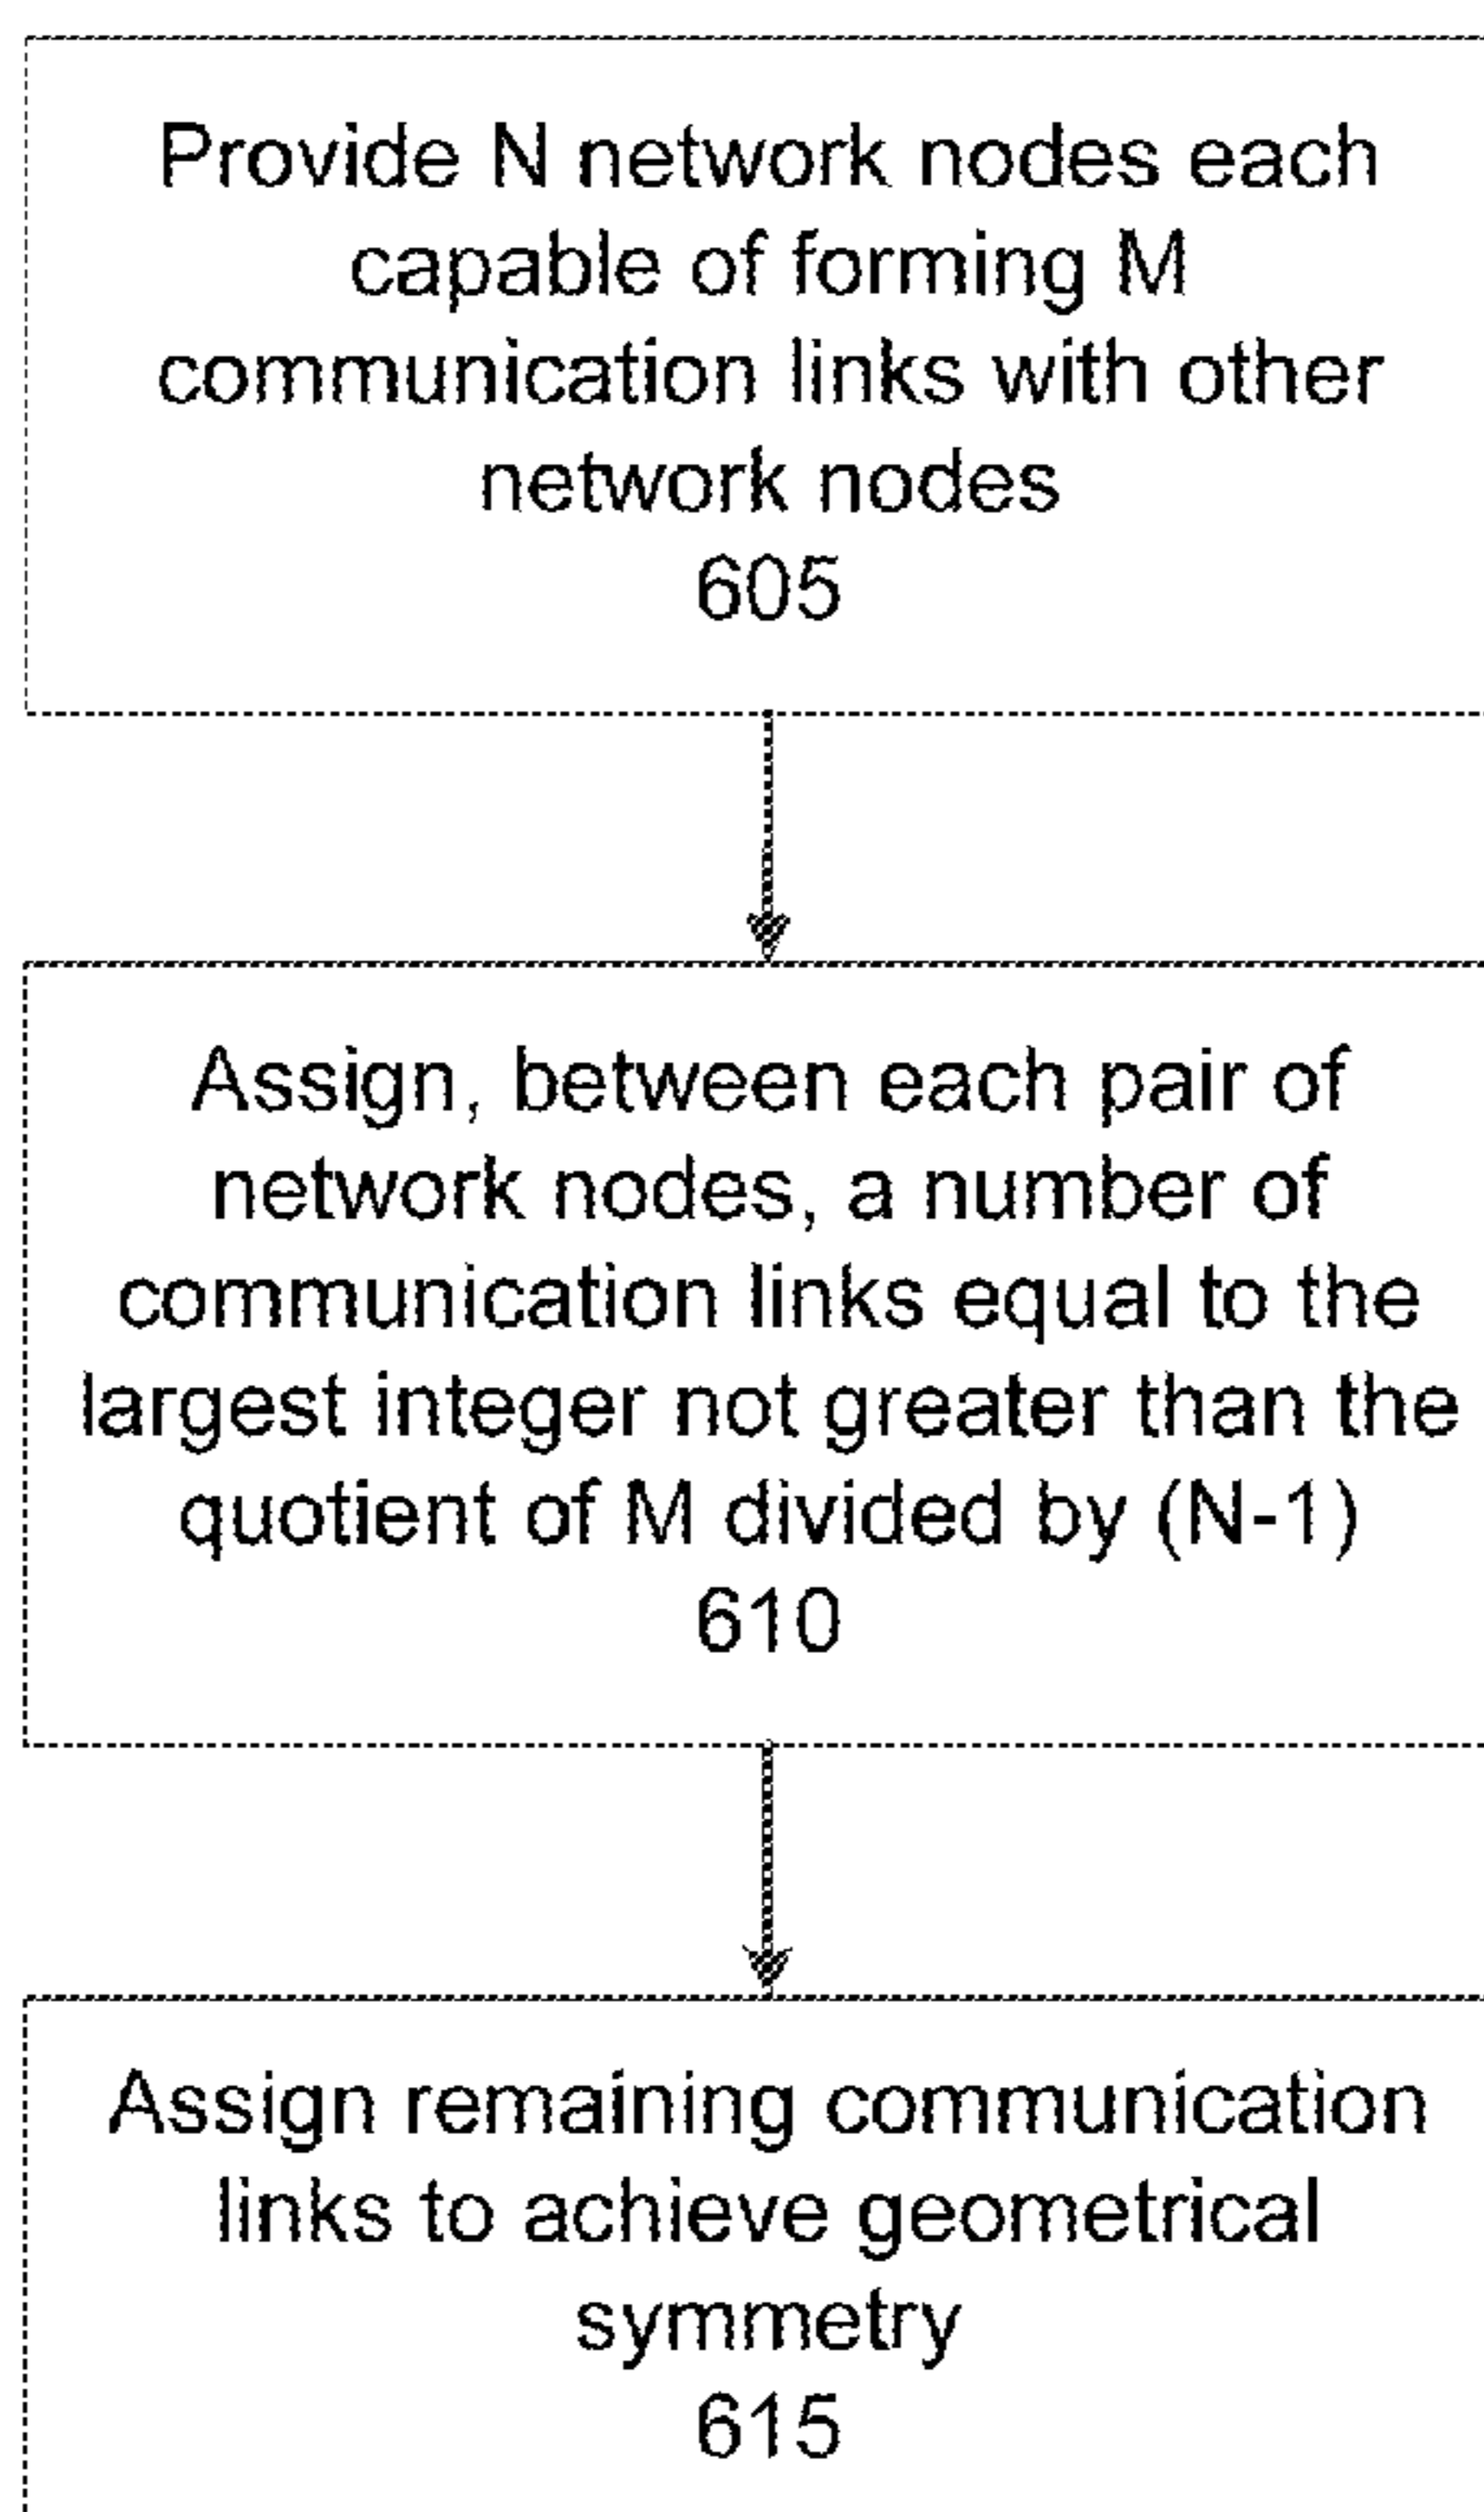 Provide N network nodes each
capable of forming M
communication links with other
network nodes
605
Assign, between each pair of
network nodes, a number of
communication links equal to the
largest integer not greater than the
quotient of M divided by (N-1)
610
Assign remaining communication
links to achieve geometrical
symmetry
615